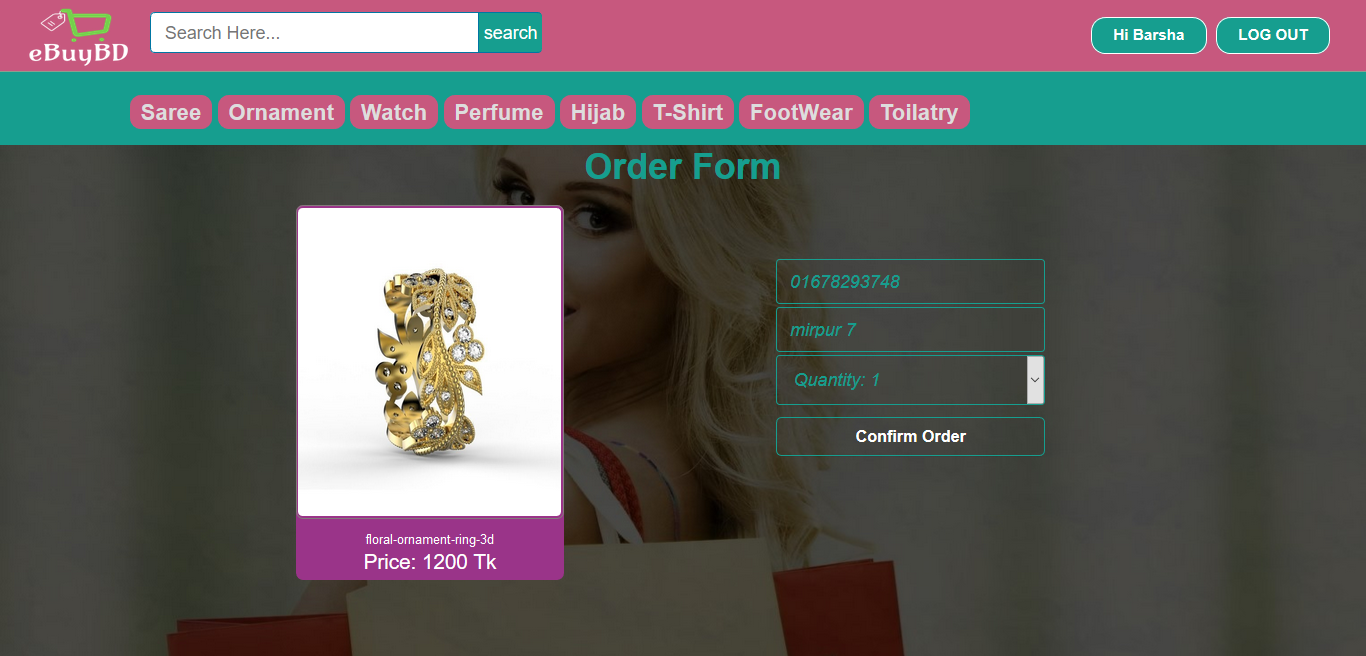 eBuyBD
Search Here...
search
Hi Barsha
LOG OUT
Saree
Ornament
Watch
Perfume
Hijab
T-Shirt
FootWear
Toilatry
Order Form
01678293748
mirpur 7
Quantity: 1
Confirm Order
floral-ornament-ring-3d
Price: 1200 Tk